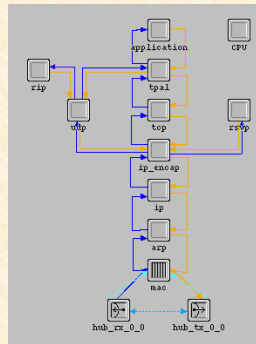 application
CPU
rip
tpal
udp
tcp
rsvp
ip_encap
ip
arp
mac
hub_rx_0_0
hub_tx_0_0